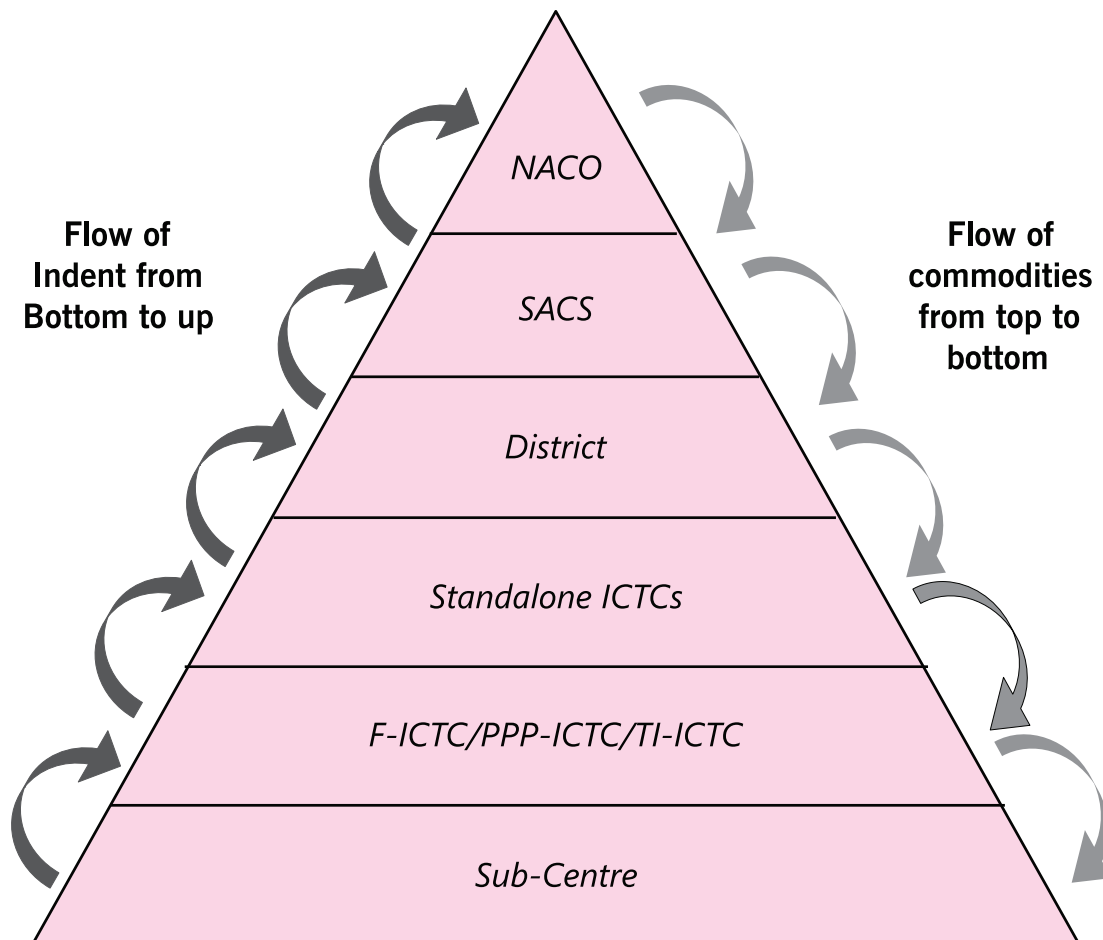 NACO
Flow of
Indent from
Bottom to up
Flow of
commodities
from top to
bottom
SACS
District
Standalone ICTCs
F-ICTC/PPP-ICTC/TI-ICTC
Sub-Centre